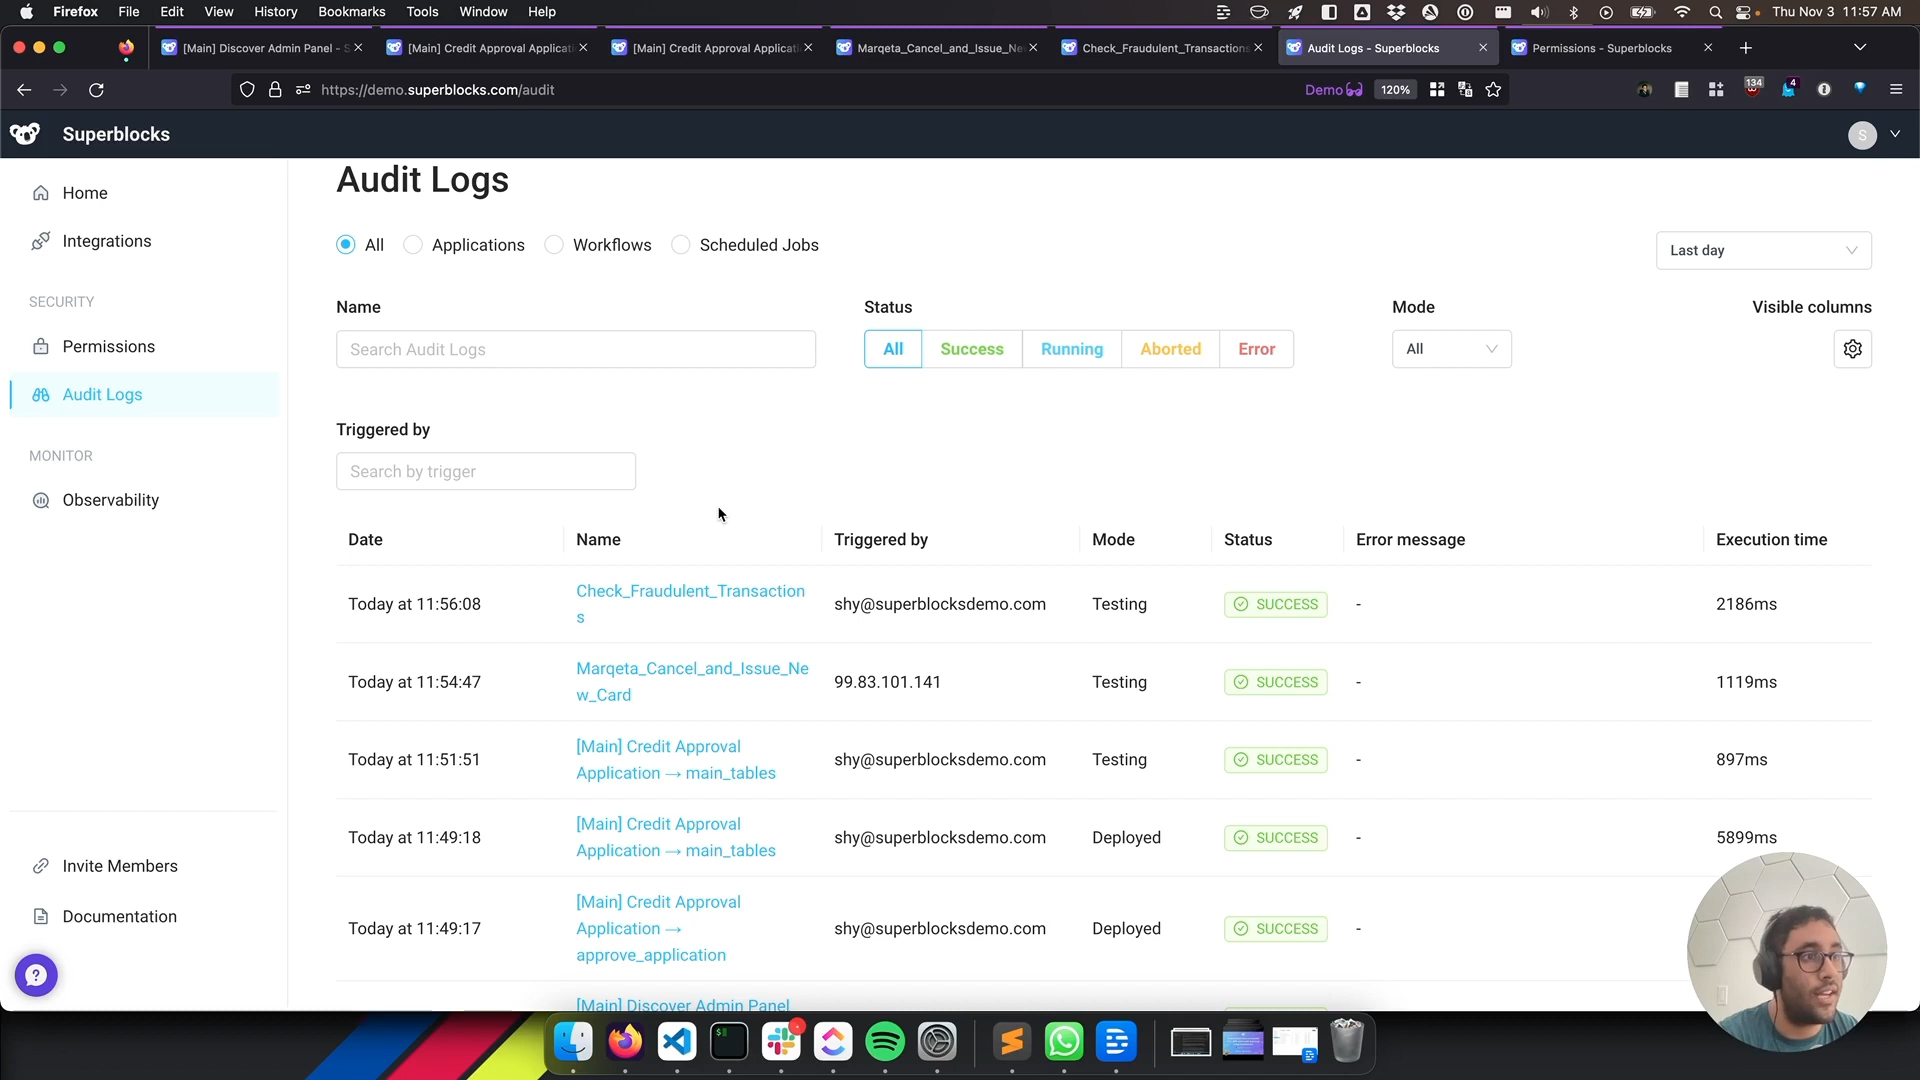 Firefox File Edit View History Bookmarks Tools Window Help Thu Nov 3 11:57 AM
[Main] Discover Admin Panel - S [Main] Credit Approval Applicati [Main] Credit Approval Applicati Marqeta_Cancel_and_Issue_Ne Check_Fraudulent_Transactions Audit Logs - Superblocks Permissions - Superblocks
https://demo.superblocks.com/audit Demo 120% 134 4
Superblocks S
Audit Logs
Home
Integrations
SECURITY
Permissions
Audit Logs
MONITOR
Observability
Invite Members
Documentation
All Applications Workflows Scheduled Jobs Last day
Name Status Mode Visible columns
Search Audit Logs All Success Running Aborted Error All
Triggered by
Search by trigger
Date Name Triggered by Mode Status Error message Execution time
Today at 11:56:08 Check_Fraudulent_Transaction
s shy@superblocksdemo.com Testing SUCCESS - 2186ms
Today at 11:54:47 Marqeta_Cancel_and_Issue_Ne
w_Card 99.83.101.141 Testing SUCCESS - 1119ms
Today at 11:51:51 [Main] Credit Approval
Application → main_tables shy@superblocksdemo.com Testing SUCCESS - 897ms
Today at 11:49:18 [Main] Credit Approval
Application → main_tables shy@superblocksdemo.com Deployed SUCCESS - 5899ms
Today at 11:49:17 [Main] Credit Approval
Application →
approve_application shy@superblocksdemo.com Deployed SUCCESS -
[Main] Discover Admin Panel